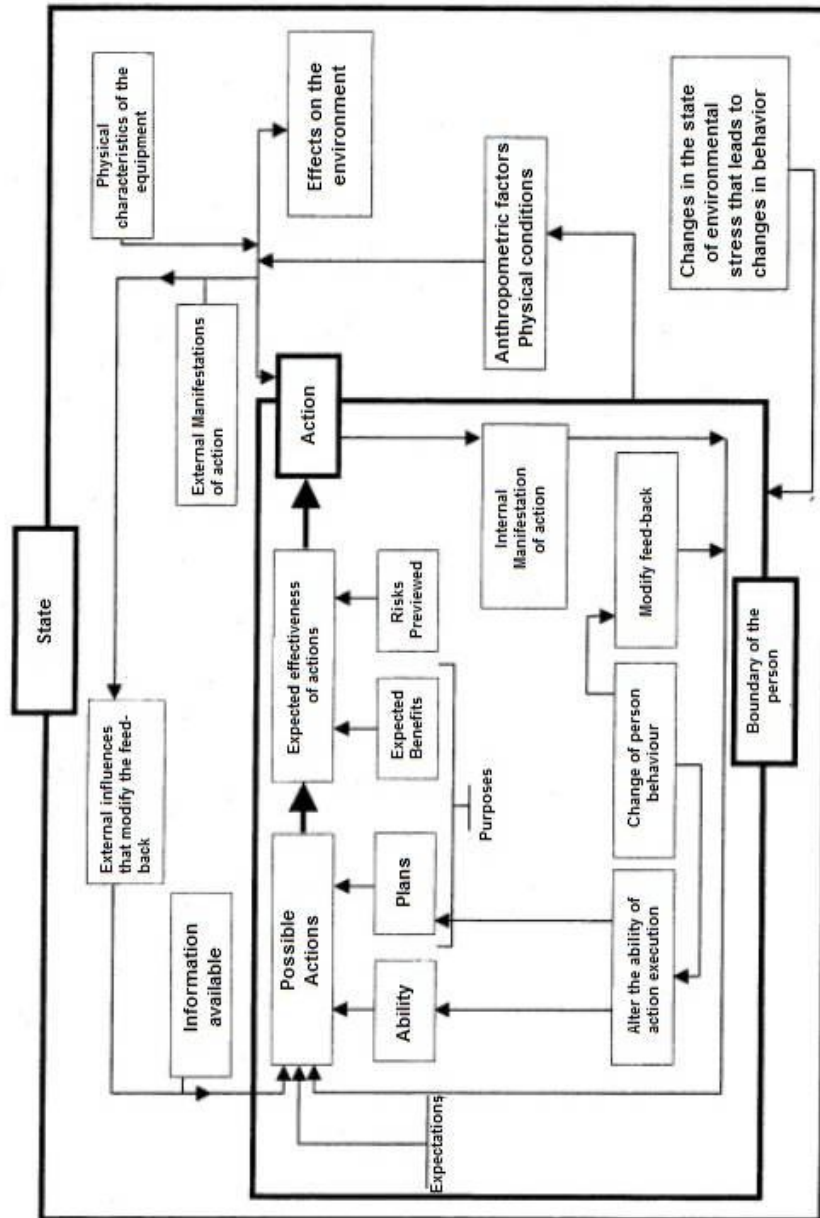 State
Physical
characteristics of the
equipment
External influences
that modify the feed-
back
External Manifestations
of action
Information
available
Effects on the
environment
Possible
Actions
Expected effectiveness
of actions
Action
Ability
Plans
Expected
Benefits
Risks
Previewed
Purposes
Expectations
Internal
Manifestation
of action
Anthropometric factors
Physical conditions
Alter the ability of
action execution
Change of person
behaviour
Modify feed-back
Changes in the state
of environmental
stress that leads to
changes in behavior
Boundary of the
person